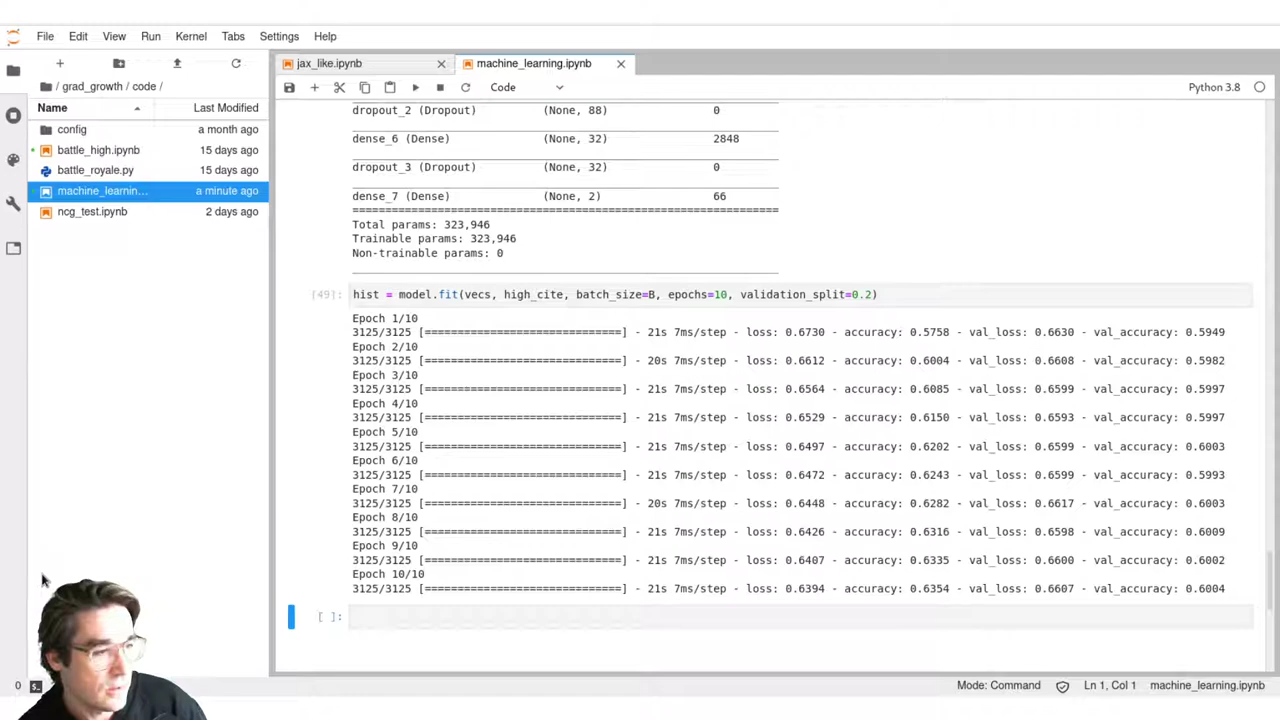 File Edit View Run Kernel Tabs Settings Help
jax_like.ipynb machine_learning.ipynb
Code Python 3.8
/ grad_growth / code /
Name Last Modified
config a month ago
battle_high.ipynb 15 days ago
battle_royale.py 15 days ago
machine_learnin... a minute ago
ncg_test.ipynb 2 days ago
dropout_2 (Dropout) (None, 88) 0
dense_6 (Dense) (None, 32) 2848
dropout_3 (Dropout) (None, 32) 0
dense_7 (Dense) (None, 2) 66
=================================================================
Total params: 323,946
Trainable params: 323,946
Non-trainable params: 0
[49]: hist = model.fit(vecs, high_cite, batch_size=B, epochs=10, validation_split=0.2)
Epoch 1/10
3125/3125 [==============================] - 21s 7ms/step - loss: 0.6730 - accuracy: 0.5758 - val_loss: 0.6630 - val_accuracy: 0.5949
Epoch 2/10
3125/3125 [==============================] - 20s 7ms/step - loss: 0.6612 - accuracy: 0.6004 - val_loss: 0.6608 - val_accuracy: 0.5982
Epoch 3/10
3125/3125 [==============================] - 21s 7ms/step - loss: 0.6564 - accuracy: 0.6085 - val_loss: 0.6599 - val_accuracy: 0.5997
Epoch 4/10
3125/3125 [==============================] - 21s 7ms/step - loss: 0.6529 - accuracy: 0.6150 - val_loss: 0.6593 - val_accuracy: 0.5997
Epoch 5/10
3125/3125 [==============================] - 21s 7ms/step - loss: 0.6497 - accuracy: 0.6202 - val_loss: 0.6599 - val_accuracy: 0.6003
Epoch 6/10
3125/3125 [==============================] - 21s 7ms/step - loss: 0.6472 - accuracy: 0.6243 - val_loss: 0.6599 - val_accuracy: 0.5993
Epoch 7/10
3125/3125 [==============================] - 20s 7ms/step - loss: 0.6448 - accuracy: 0.6282 - val_loss: 0.6617 - val_accuracy: 0.6003
Epoch 8/10
3125/3125 [==============================] - 21s 7ms/step - loss: 0.6426 - accuracy: 0.6316 - val_loss: 0.6598 - val_accuracy: 0.6009
Epoch 9/10
3125/3125 [==============================] - 21s 7ms/step - loss: 0.6407 - accuracy: 0.6335 - val_loss: 0.6600 - val_accuracy: 0.6002
Epoch 10/10
3125/3125 [==============================] - 21s 7ms/step - loss: 0.6394 - accuracy: 0.6354 - val_loss: 0.6607 - val_accuracy: 0.6004
[ ]:
0 Mode: Command Ln 1, Col 1 machine_learning.ipynb